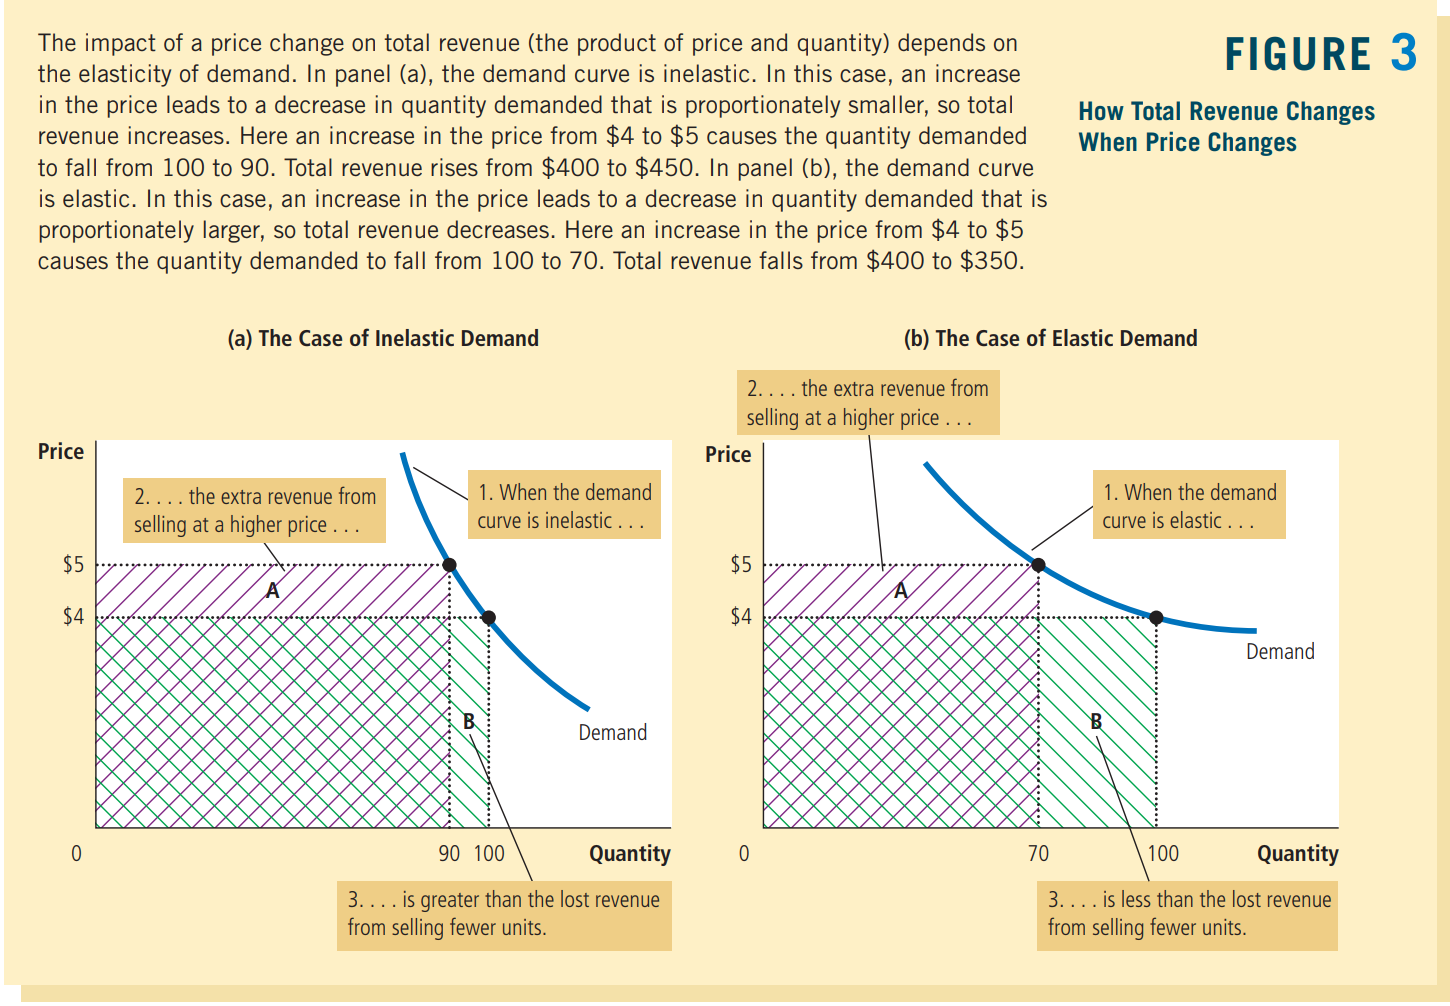 The impact of a price change on total revenue (the product of price and quantity) depends on
the elasticity of demand. In panel (a), the demand curve is inelastic. In this case, an increase
in the price leads to a decrease in quantity demanded that is proportionately smaller, so total
revenue increases. Here an increase in the price from $4 to $5 causes the quantity demanded
to fall from 100 to 90. Total revenue rises from $400 to $450. In panel (b), the demand curve
is elastic. In this case, an increase in the price leads to a decrease in quantity demanded that is
proportionately larger, so total revenue decreases. Here an increase in the price from $4 to $5
causes the quantity demanded to fall from 100 to 70. Total revenue falls from $400 to $350.
FIGURE 3
How Total Revenue Changes
When Price Changes
(a) The Case of Inelastic Demand
Price
2. . . . the extra revenue from
selling at a higher price . . .
1. When the demand
curve is inelastic . . .
$5
A
$4
B
Demand
0
90
100
Quantity
3. . . . is greater than the lost revenue
from selling fewer units.
(b) The Case of Elastic Demand
2. . . . the extra revenue from
selling at a higher price . . .
Price
1. When the demand
curve is elastic . . .
$5
A
$4
Demand
B
0
70
100
Quantity
3. . . . is less than the lost revenue
from selling fewer units.